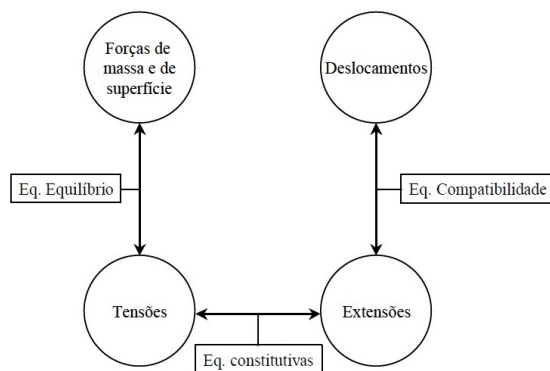 Forças de
massa e de
superfície
Deslocamentos
Eq. Equilíbrio
Eq. Compatibilidade
Tensões
Extensões
Eq. constitutivas